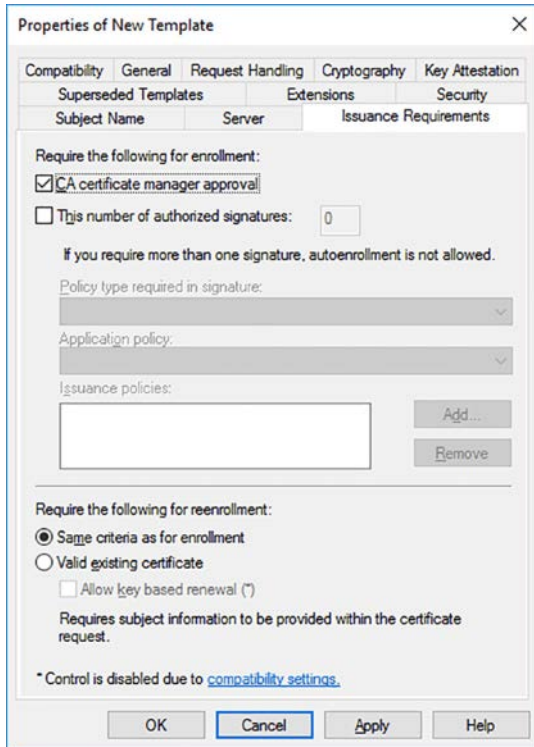 Properties of New Template
Compatibility General Request Handling Cryptography Key Attestation
Superseded Templates Extensions Security
Subject Name Server Issuance Requirements
Require the following for enrollment:
CA certificate manager approval
This number of authorized signatures: 0
If you require more than one signature, autoenrollment is not allowed.
Policy type required in signature:
Application policy:
Issuance policies:
Add...
Remove
Require the following for reenrollment:
Same criteria as for enrollment
Valid existing certificate
Allow key based renewal (*)
Requires subject information to be provided within the certificate
request.
* Control is disabled due to compatibility settings.
OK Cancel Apply Help